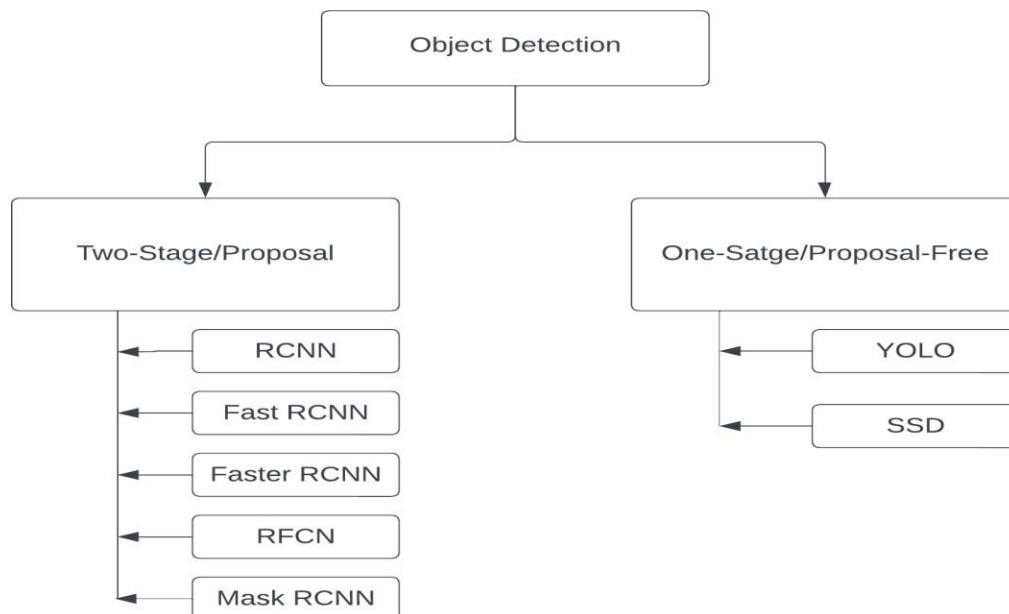 Object Detection
Two-Stage/Proposal
One-Satge/Proposal-Free
RCNN
YOLO
Fast RCNN
SSD
Faster RCNN
RFCN
Mask RCNN